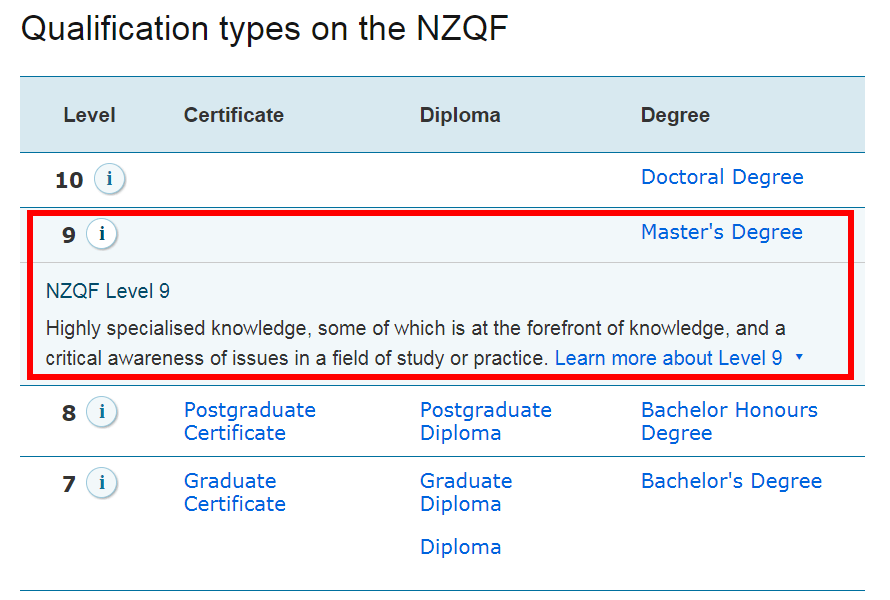 Qualification types on the NZQF
Level Certificate Diploma Degree
10 i Doctoral Degree
9 i Master's Degree
NZQF Level 9
Highly specialised knowledge, some of which is at the forefront of knowledge, and a
critical awareness of issues in a field of study or practice. Learn more about Level 9
8 i Postgraduate Postgraduate Bachelor Honours
Certificate Diploma Degree
7 i Graduate Graduate Bachelor's Degree
Certificate Diploma
Diploma